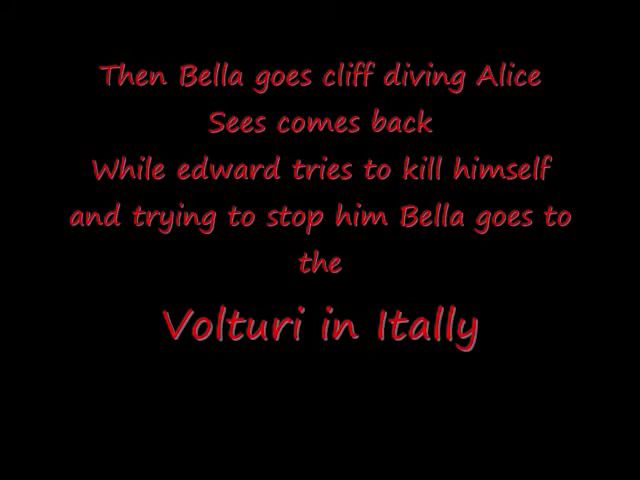 Then Bella goes cliff diving Alice
Sees comes back
While edward tries to kill himself
and trying to stop him Bella goes to
the
Volturi in Itally